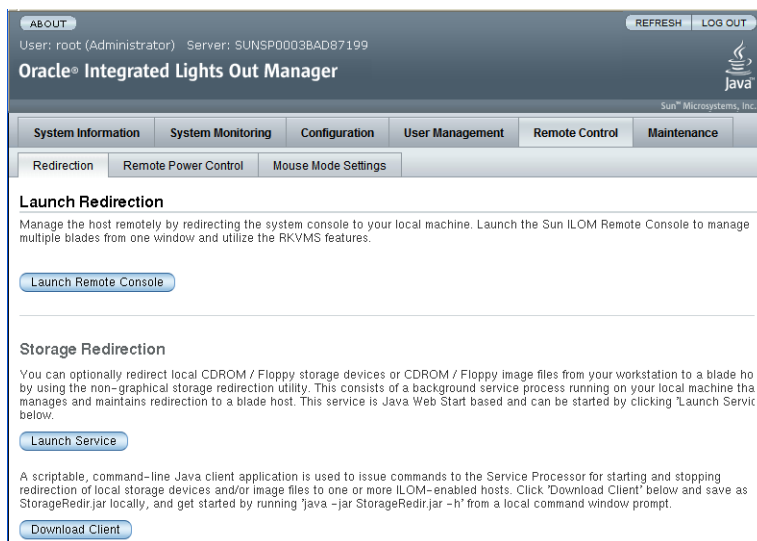 ABOUT
REFRESH
LOG OUT
User: root (Administrator) Server: SUNSP0003BAD87199
Oracle® Integrated Lights Out Manager
Java™
Sun™ Microsystems, Inc.
System Information
System Monitoring
Configuration
User Management
Remote Control
Maintenance
Redirection
Remote Power Control
Mouse Mode Settings
Launch Redirection
Manage the host remotely by redirecting the system console to your local machine. Launch the Sun ILOM Remote Console to manage
multiple blades from one window and utilize the RKVMS features.
Launch Remote Console
Storage Redirection
You can optionally redirect local CDROM / Floppy storage devices or CDROM / Floppy image files from your workstation to a blade ho
by using the non-graphical storage redirection utility. This consists of a background service process running on your local machine tha
manages and maintains redirection to a blade host. This service is Java Web Start based and can be started by clicking 'Launch Servic
below.
Launch Service
A scriptable, command-line Java client application is used to issue commands to the Service Processor for starting and stopping
redirection of local storage devices and/or image files to one or more ILOM-enabled hosts. Click 'Download Client' below and save as
StorageRedir.jar locally, and get started by running 'java -jar StorageRedir.jar -h' from a local command window prompt.
Download Client